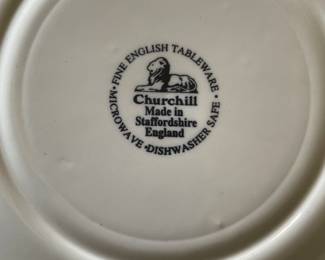 • FINE ENGLISH TABLEWARE •
Churchill
Made in
Staffordshire
England
MICROWAVE • DISHWASHER SAFE